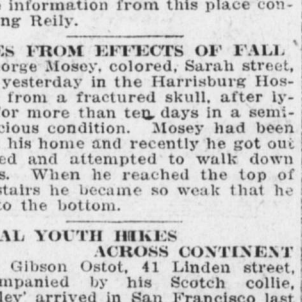 information from this place con-
ng Reily.
ES FROM EFFECTS OF FALL
orge Mosey, colored, Sarah street,
yesterday in the Harrisburg Hos-
from a fractured skull, after ly-
or more than ten days in a semi-
cious condition. Mosey had been
his home and recently he got out
ed and attempted to walk down
s. When he reached the top of
stairs he became so weak that he
to the bottom.
AL YOUTH HIKES
ACROSS CONTINENT
Gibson Ostot, 41 Linden street,
mpanied by his Scotch collie,
ley' arrived in San Francisco last